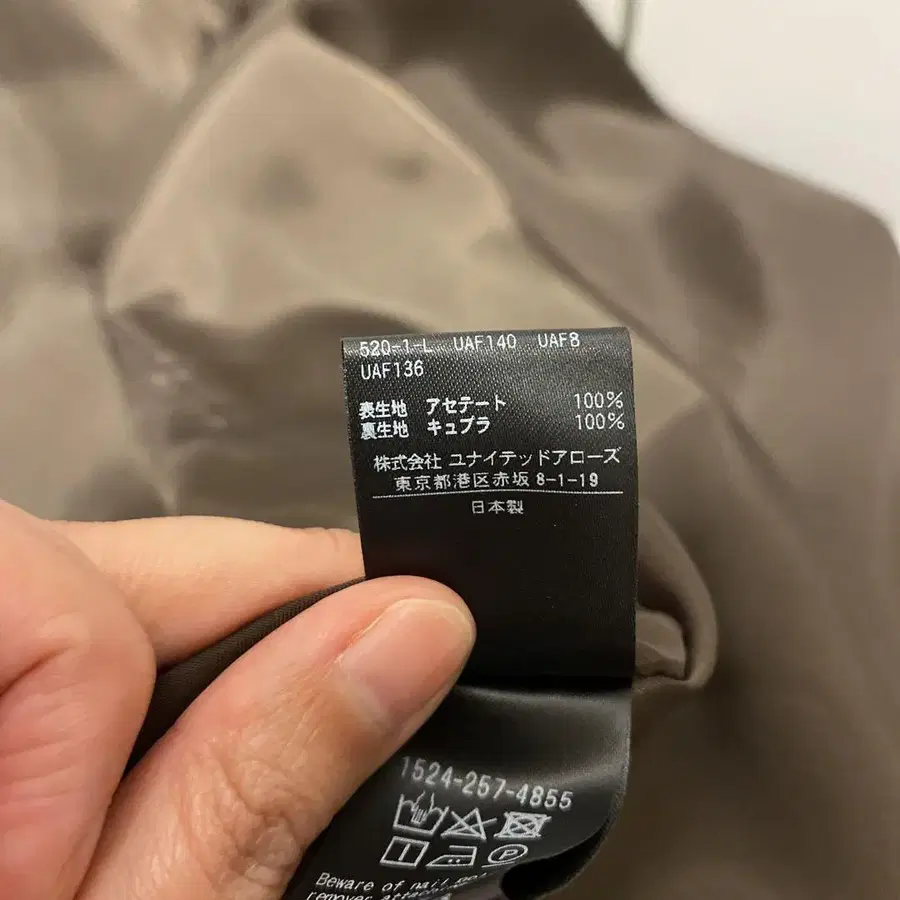 520-1-L UAF140 UAF8
UAF136
表生地 アセテート 100%
裏生地 キュプラ 100%
株式会社 ユナイテッドアローズ
東京都港区赤坂 8-1-19
日本製
1524-257-4855
P
Beware of nail
remover